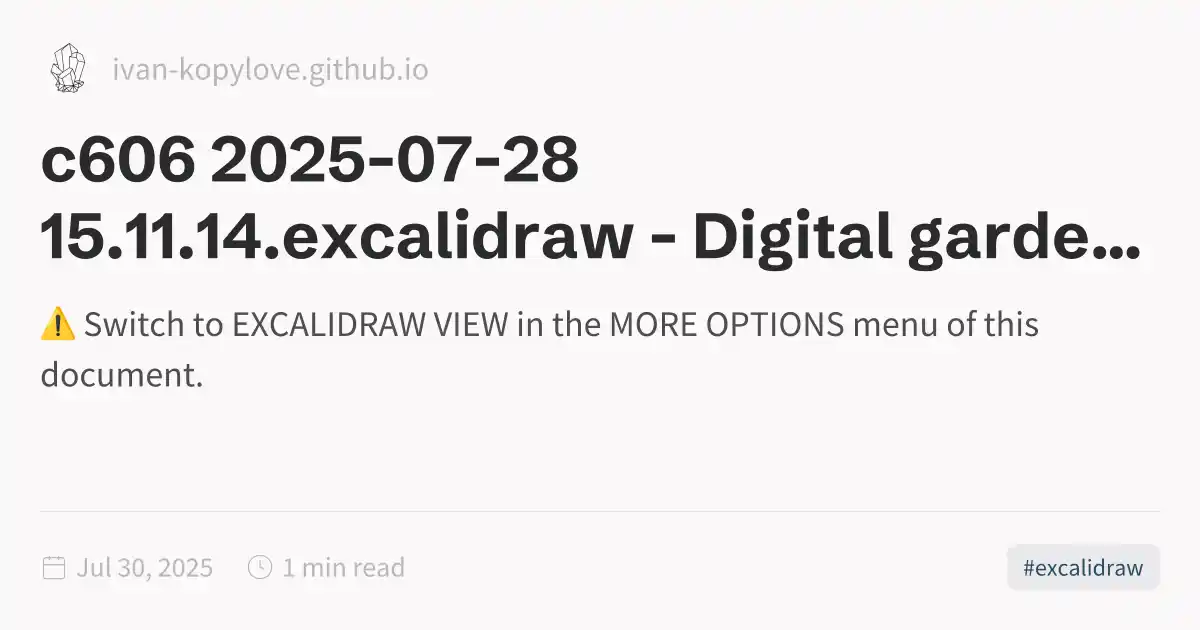 ivan-kopylove.github.io
c606 2025-07-28
15.11.14.excalidraw - Digital garde...
⚠️ Switch to EXCALIDRAW VIEW in the MORE OPTIONS menu of this
document.
Jul 30, 2025 1 min read #excalidraw